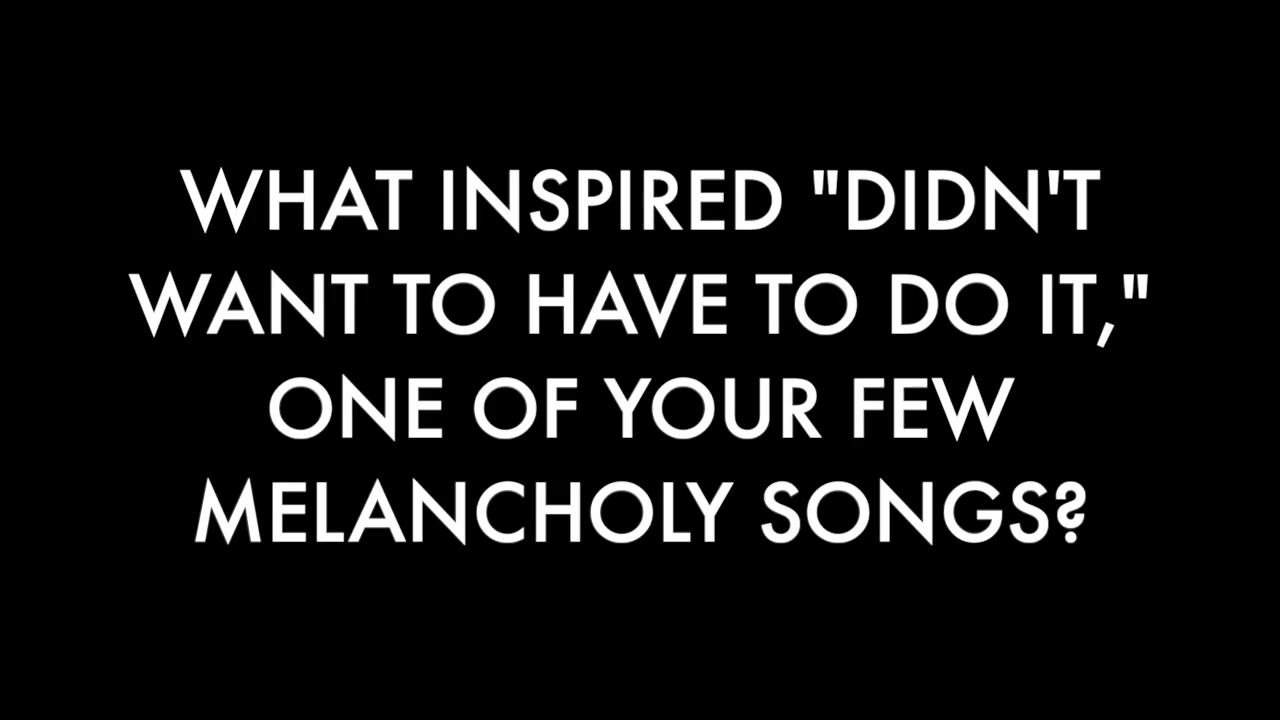 WHAT INSPIRED "DIDN'T
WANT TO HAVE TO DO IT,"
ONE OF YOUR FEW
MELANCHOLY SONGS?